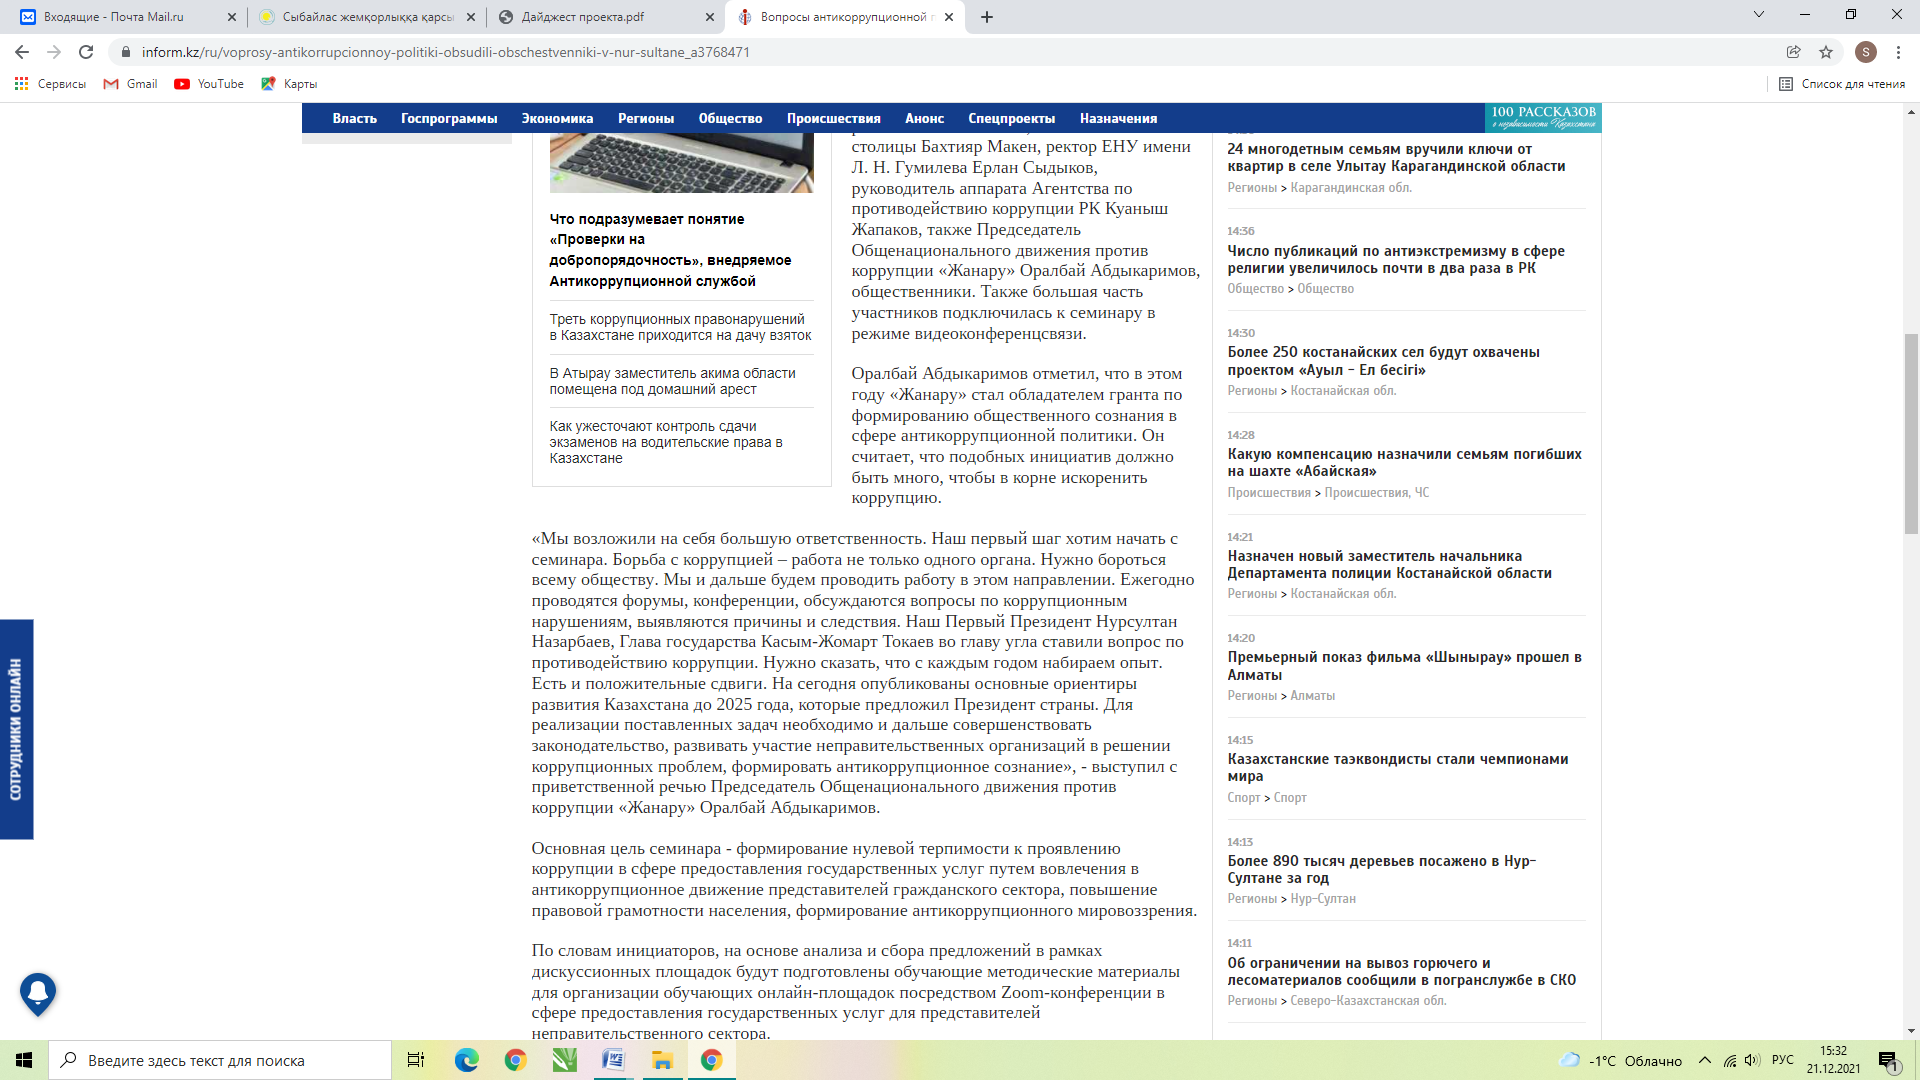 Входящие - Почта Mail.ru
Сыбайлас жемқорлыққа қарсы
Дайджест проекта.pdf
Вопросы антикоррупционной п
inform.kz/ru/voprosy-antikorrupcionnoy-politiki-obsudili-obschestvenniki-v-nur-sultane_a3768471
S
Сервисы
Gmail
YouTube
Карты
Список для чтения
Власть Госпрограммы Экономика Регионы Общество Происшествия Анонс Спецпроекты Назначения
100 РАССКАЗОВ
о независимости Казахстана
Что подразумевает понятие
«Проверки на
добропорядочность», внедряемое
Антикоррупционной службой
Треть коррупционных правонарушений
в Казахстане приходится на дачу взяток
В Атырау заместитель акима области
помещена под домашний арест
Как ужесточают контроль сдачи
экзаменов на водительские права в
Казахстане
столицы Бахтияр Макен, ректор ЕНУ имени
Л. Н. Гумилева Ерлан Сыдыков,
руководитель аппарата Агентства по
противодействию коррупции РК Куаныш
Жапаков, также Председатель
Общенационального движения против
коррупции «Жанару» Оралбай Абдыкаримов,
общественники. Также большая часть
участников подключилась к семинару в
режиме видеоконференцсвязи.
Оралбай Абдыкаримов отметил, что в этом
году «Жанару» стал обладателем гранта по
формированию общественного сознания в
сфере антикоррупционной политики. Он
считает, что подобных инициатив должно
быть много, чтобы в корне искоренить
коррупцию.
«Мы возложили на себя большую ответственность. Наш первый шаг хотим начать с
семинара. Борьба с коррупцией – работа не только одного органа. Нужно бороться
всему обществу. Мы и дальше будем проводить работу в этом направлении. Ежегодно
проводятся форумы, конференции, обсуждаются вопросы по коррупционным
нарушениям, выявляются причины и следствия. Наш Первый Президент Нурсултан
Назарбаев, Глава государства Касым-Жомарт Токаев во главу угла ставили вопрос по
противодействию коррупции. Нужно сказать, что с каждым годом набираем опыт.
Есть и положительные сдвиги. На сегодня опубликованы основные ориентиры
развития Казахстана до 2025 года, которые предложил Президент страны. Для
реализации поставленных задач необходимо и дальше совершенствовать
законодательство, развивать участие неправительственных организаций в решении
коррупционных проблем, формировать антикоррупционное сознание», - выступил с
приветственной речью Председатель Общенационального движения против
коррупции «Жанару» Оралбай Абдыкаримов.
Основная цель семинара - формирование нулевой терпимости к проявлению
коррупции в сфере предоставления государственных услуг путем вовлечения в
антикоррупционное движение представителей гражданского сектора, повышение
правовой грамотности населения, формирование антикоррупционного мировоззрения.
По словам инициаторов, на основе анализа и сбора предложений в рамках
дискуссионных площадок будут подготовлены обучающие методические материалы
для организации обучающих онлайн-площадок посредством Zoom-конференции в
сфере предоставления государственных услуг для представителей
неправительственного сектора.
24 многодетным семьям вручили ключи от
квартир в селе Улытау Карагандинской области
Регионы > Карагандинская обл.
14:36
Число публикаций по антиэкстремизму в сфере
религии увеличилось почти в два раза в РК
Общество > Общество
14:30
Более 250 костанайских сел будут охвачены
проектом «Ауыл - Ел бесігі»
Регионы > Костанайская обл.
14:28
Какую компенсацию назначили семьям погибших
на шахте «Абайская»
Происшествия > Происшествия, ЧС
14:21
Назначен новый заместитель начальника
Департамента полиции Костанайской области
Регионы > Костанайская обл.
14:20
Премьерный показ фильма «Шынырау» прошел в
Алматы
Регионы > Алматы
14:15
Казахстанские таэквондисты стали чемпионами
мира
Спорт > Спорт
14:13
Более 890 тысяч деревьев посажено в Нур-
Султане за год
Регионы > Нур-Султан
14:11
Об ограничении на вывоз горючего и
лесоматериалов сообщили в погранслужбе в СКО
Регионы > Северо-Казахстанская обл.
СОТРУДНИКИ ОНЛАЙН
Введите здесь текст для поиска
-1°C Облачно
РУС
15:32
21.12.2021
1